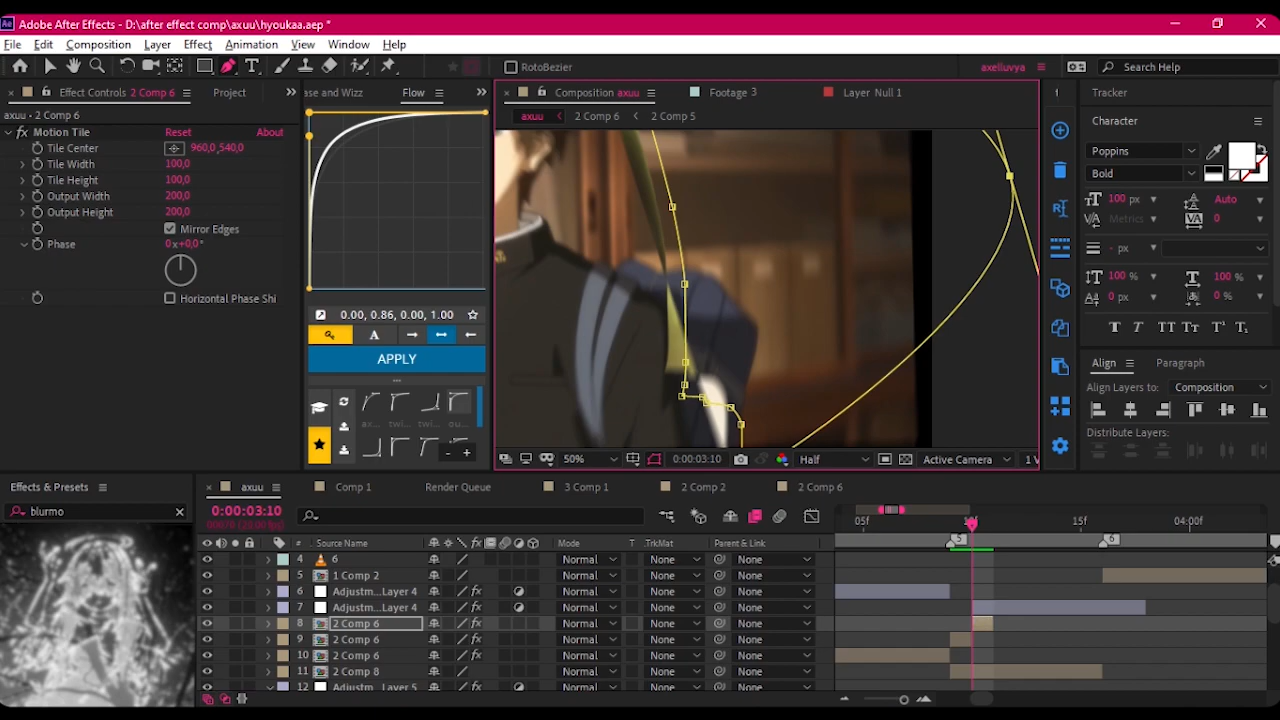 Adobe After Effects - D:\after effect comp\axuu\hyoukaa.aep *
File Edit Composition Layer Effect Animation View Window Help
RotoBezier
axelluvya
Search Help
Effect Controls 2 Comp 6
Project
ase and Wizz
Flow
Composition axuu
Footage 3
Layer Null 1
Tracker
axuu
2 Comp 6
2 Comp 5
axuu · 2 Comp 6
fx Motion Tile Reset About
Tile Center 960,0,540,0
Tile Width 100,0
Tile Height 100,0
Output Width 200,0
Output Height 200,0
Mirror Edges
Phase 0x+0,0°
Horizontal Phase Shi
0.00, 0.86, 0.00, 1.00
A
APPLY
50%
0:00:03:10
Half
Active Camera
1 V
Character
Poppins
Bold
100 px
Auto
Metrics
0
- px
100 %
100 %
0 px
0 %
Align
Paragraph
Align Layers to: Composition
Distribute Layers:
Effects & Presets
blurmo
axuu
Comp 1
Render Queue
3 Comp 1
2 Comp 2
2 Comp 6
0:00:03:10
05f
15f
04:00f
5
6
# Source Name
Mode
T .TrkMat
Parent & Link
4 6 Normal None None
5 1 Comp 2 Normal None None
6 Adjustm...Layer 4 Normal None None
7 Adjustm...Layer 4 Normal None None
8 2 Comp 6 Normal None None
9 2 Comp 6 Normal None None
10 2 Comp 6 Normal None None
11 2 Comp 8 Normal None None
12 Adjustm...Layer 5 Normal None None